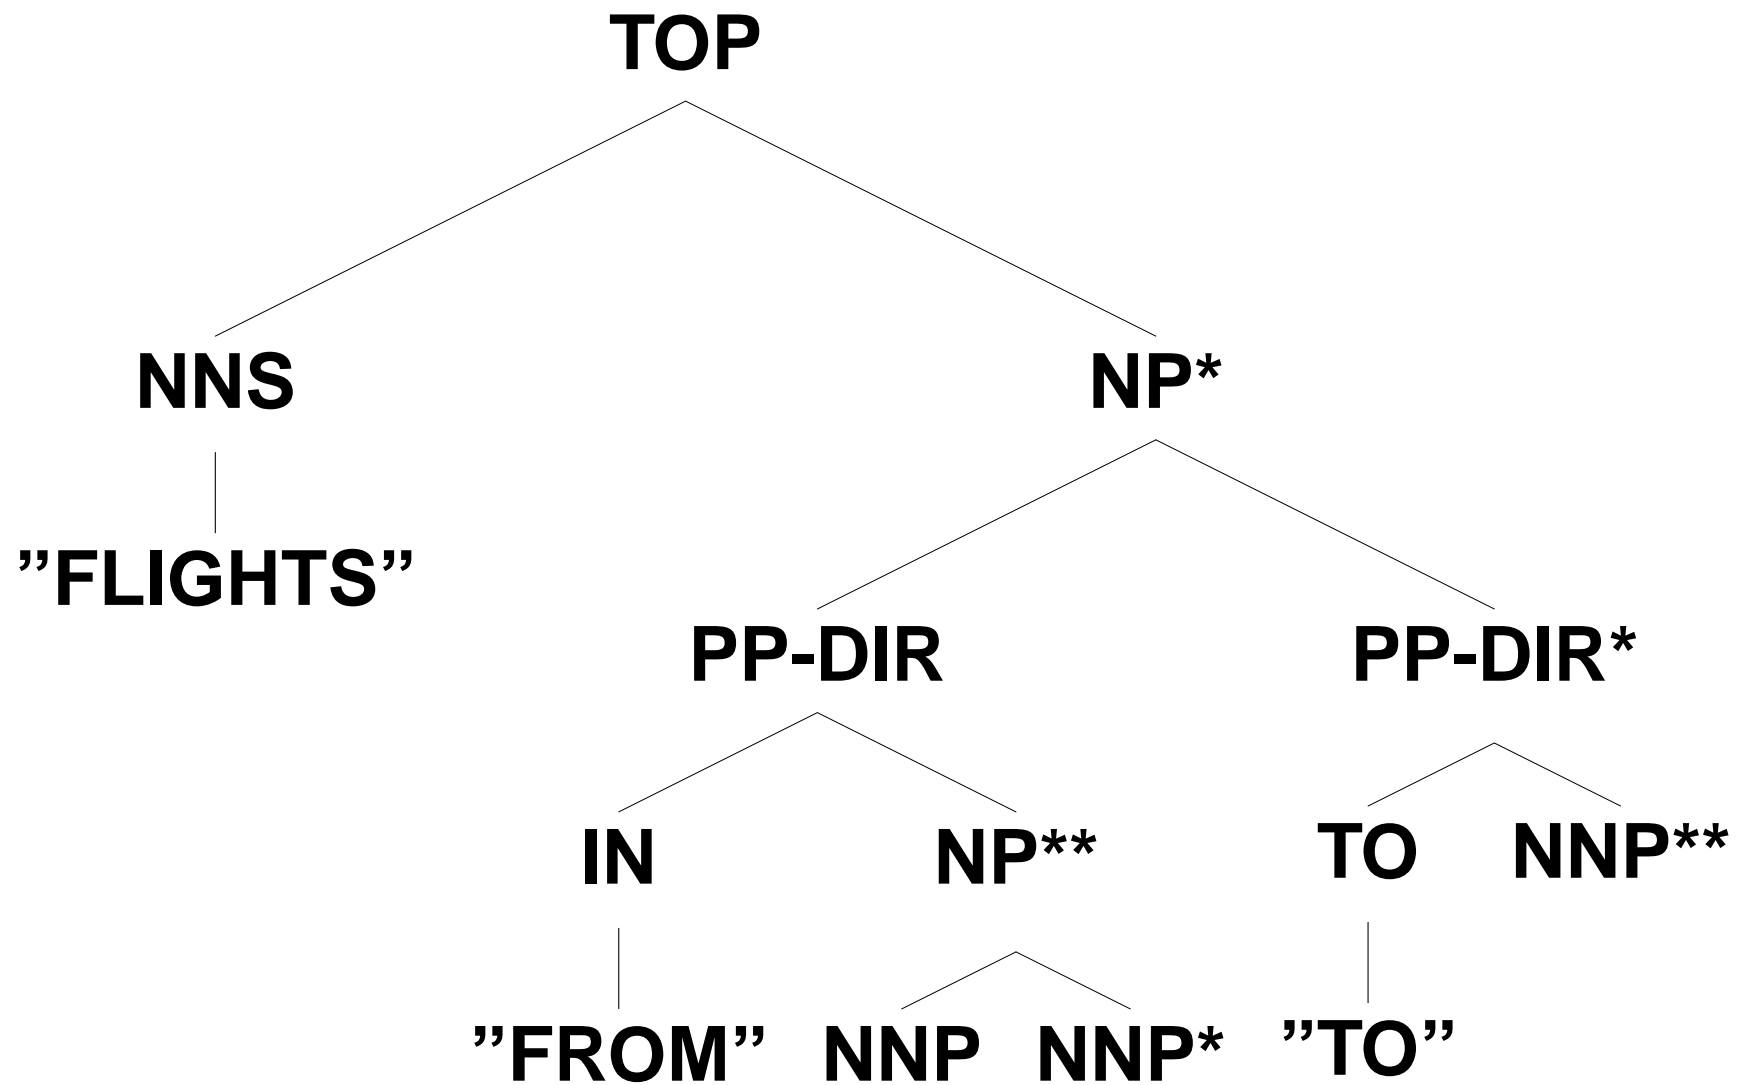 TOP
NNS NP*
”FLIGHTS”
PP-DIR PP-DIR*
IN NP** TO NNP**
”FROM” NNP NNP* ”TO”